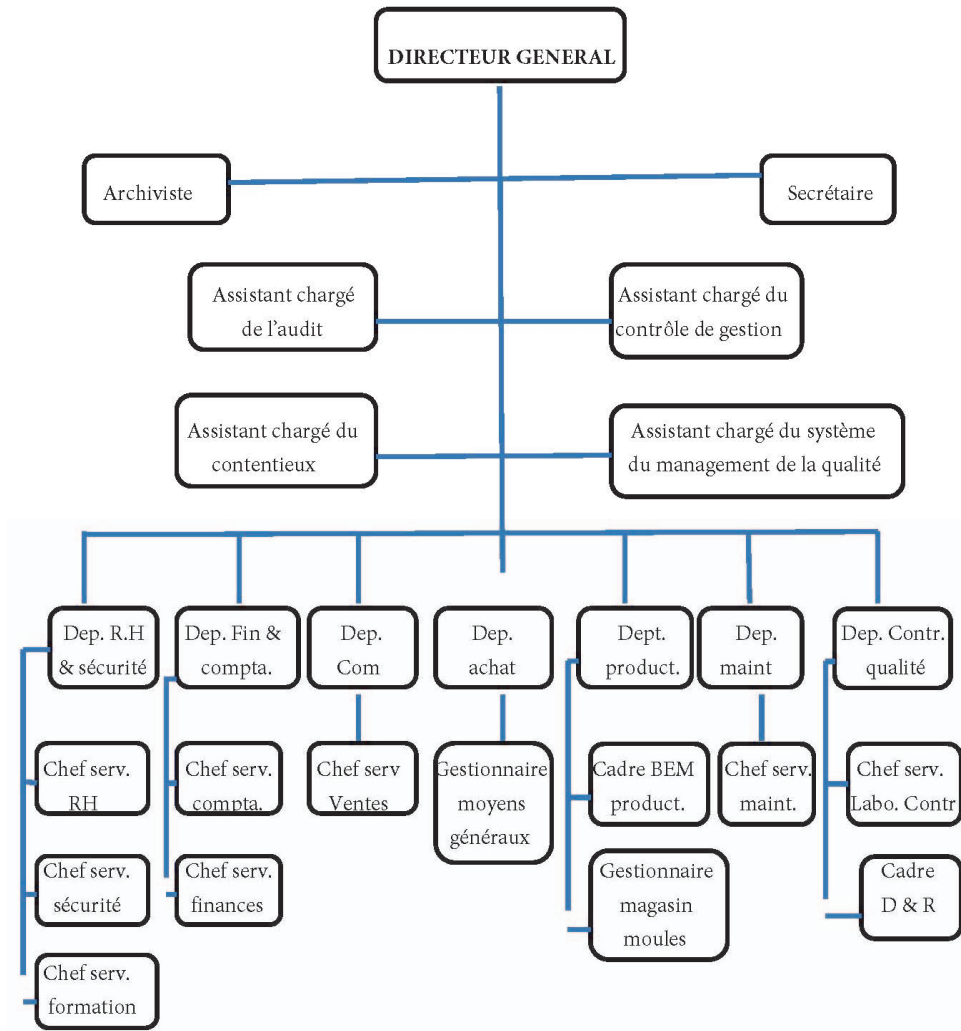 DIRECTEUR GENERAL
Archiviste
Secrétaire
Assistant chargé
de l'audit
Assistant chargé du
contrôle de gestion
Assistant chargé du
contentieux
Assistant chargé du système
du management de la qualité
Dep. R.H
& sécurité
Dep. Fin &
compta.
Dep.
Com
Dep.
achat
Dept.
product.
Dep.
maint
Dep. Contr.
qualité
Chef serv.
RH
Chef serv.
compta.
Chef serv
Ventes
Gestionnaire
moyens
généraux
Cadre BEM
product.
Chef serv.
maint.
Chef serv.
Labo. Contr
Chef serv.
sécurité
Chef serv.
finances
Gestionnaire
magasin
moules
Cadre
D & R
Chef serv.
formation